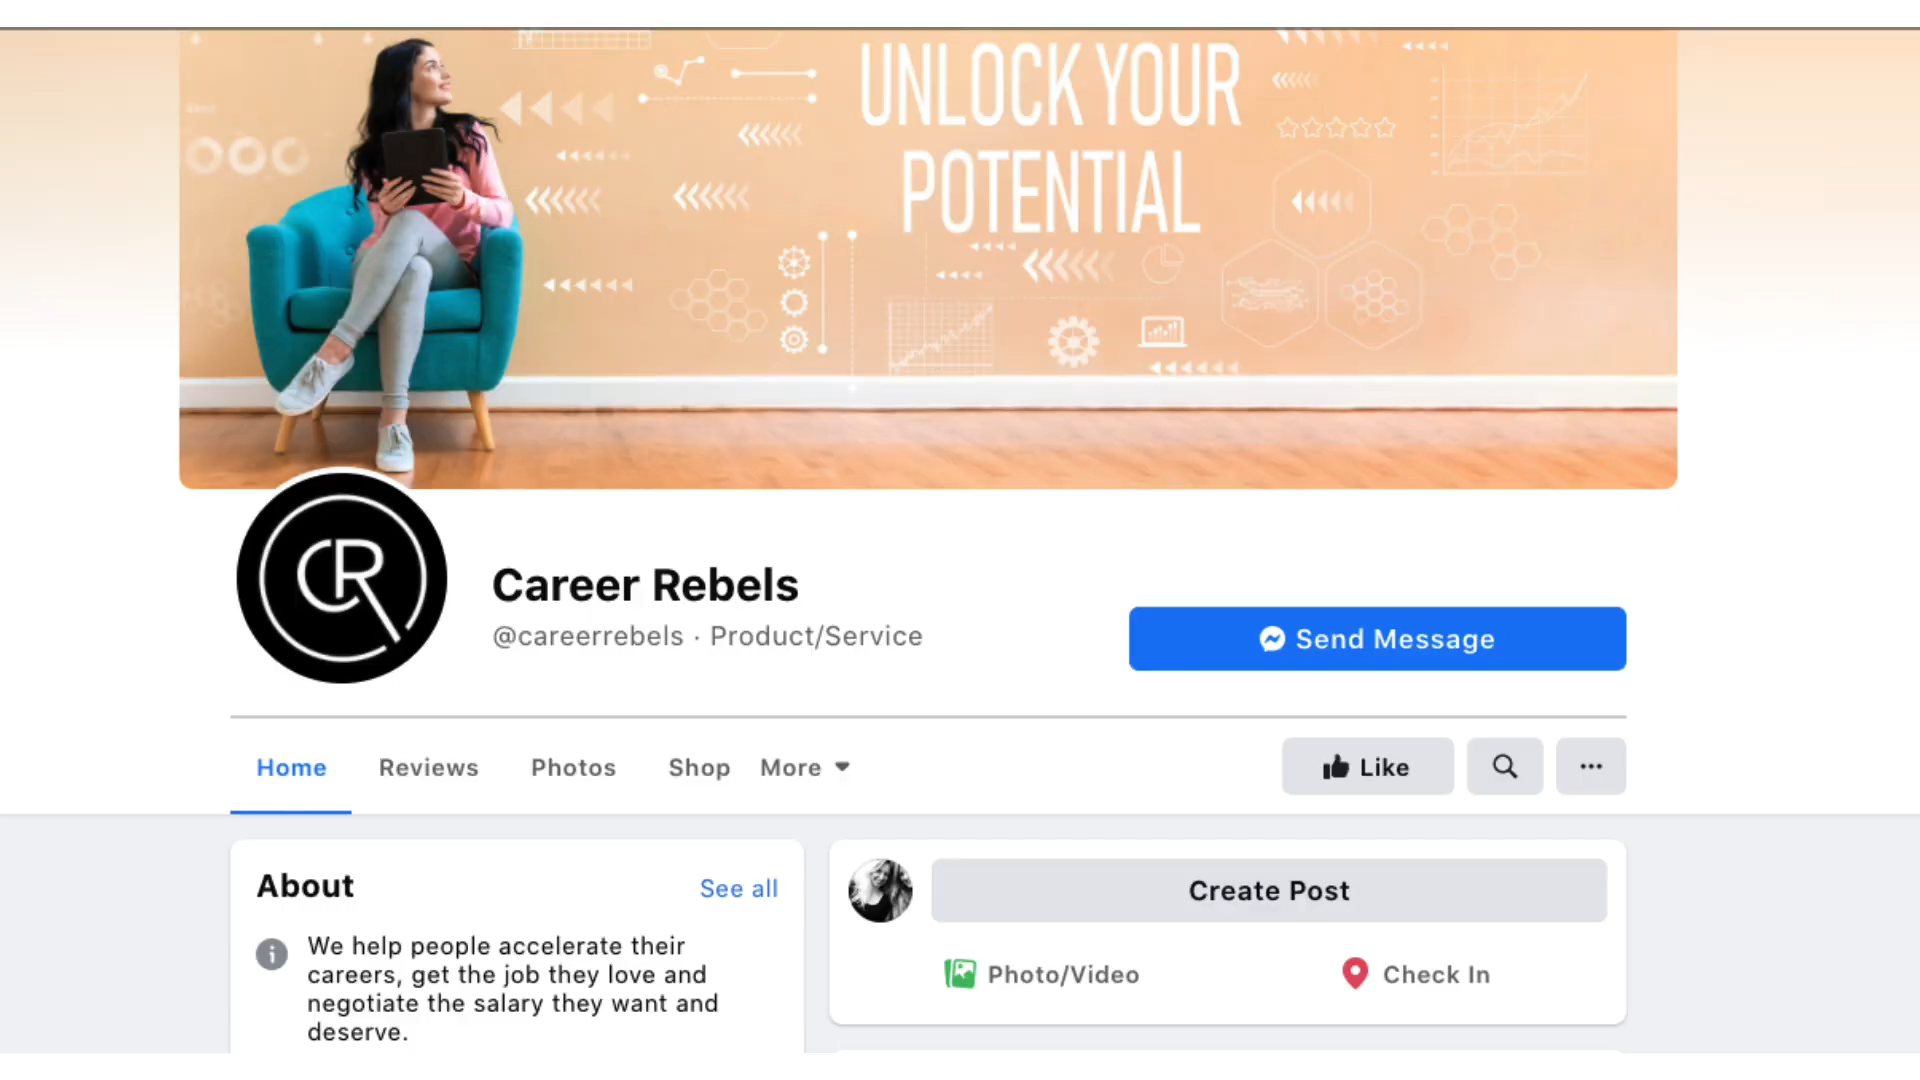 UNLOCK YOUR
POTENTIAL
CR
Career Rebels
@careerrebels · Product/Service
Send Message
Home
Reviews
Photos
Shop
More
Like
About
See all
We help people accelerate their
careers, get the job they love and
negotiate the salary they want and
deserve.
Create Post
Photo/Video
Check In